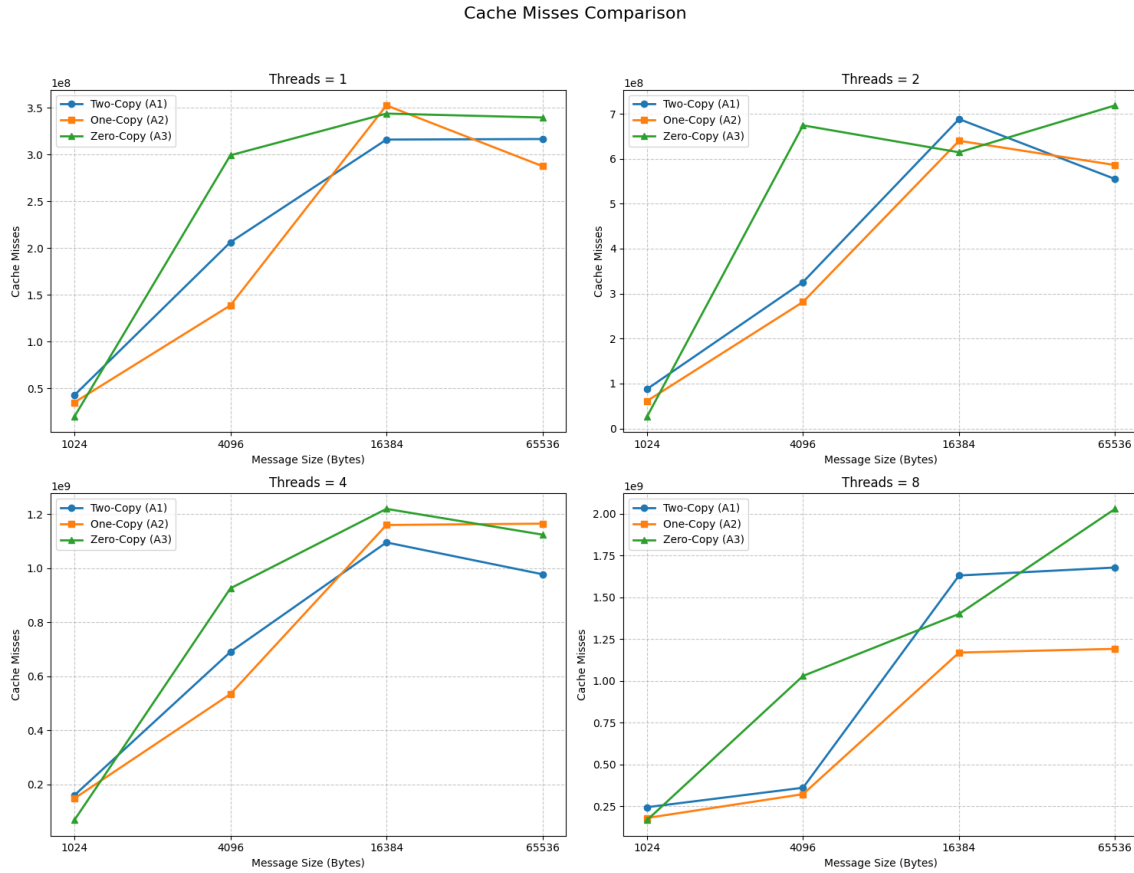 Cache Misses Comparison
Threads = 1
1e8
Two-Copy (A1)
One-Copy (A2)
Zero-Copy (A3)
3.5
3.0
2.5
2.0
1.5
1.0
0.5
Cache Misses
1024 4096 16384 65536
Message Size (Bytes)
Threads = 2
1e8
Two-Copy (A1)
One-Copy (A2)
Zero-Copy (A3)
7
6
5
4
3
2
1
0
Cache Misses
1024 4096 16384 65536
Message Size (Bytes)
Threads = 4
1e9
Two-Copy (A1)
One-Copy (A2)
Zero-Copy (A3)
1.2
1.0
0.8
0.6
0.4
0.2
Cache Misses
1024 4096 16384 65536
Message Size (Bytes)
Threads = 8
1e9
Two-Copy (A1)
One-Copy (A2)
Zero-Copy (A3)
2.00
1.75
1.50
1.25
1.00
0.75
0.50
0.25
Cache Misses
1024 4096 16384 65536
Message Size (Bytes)